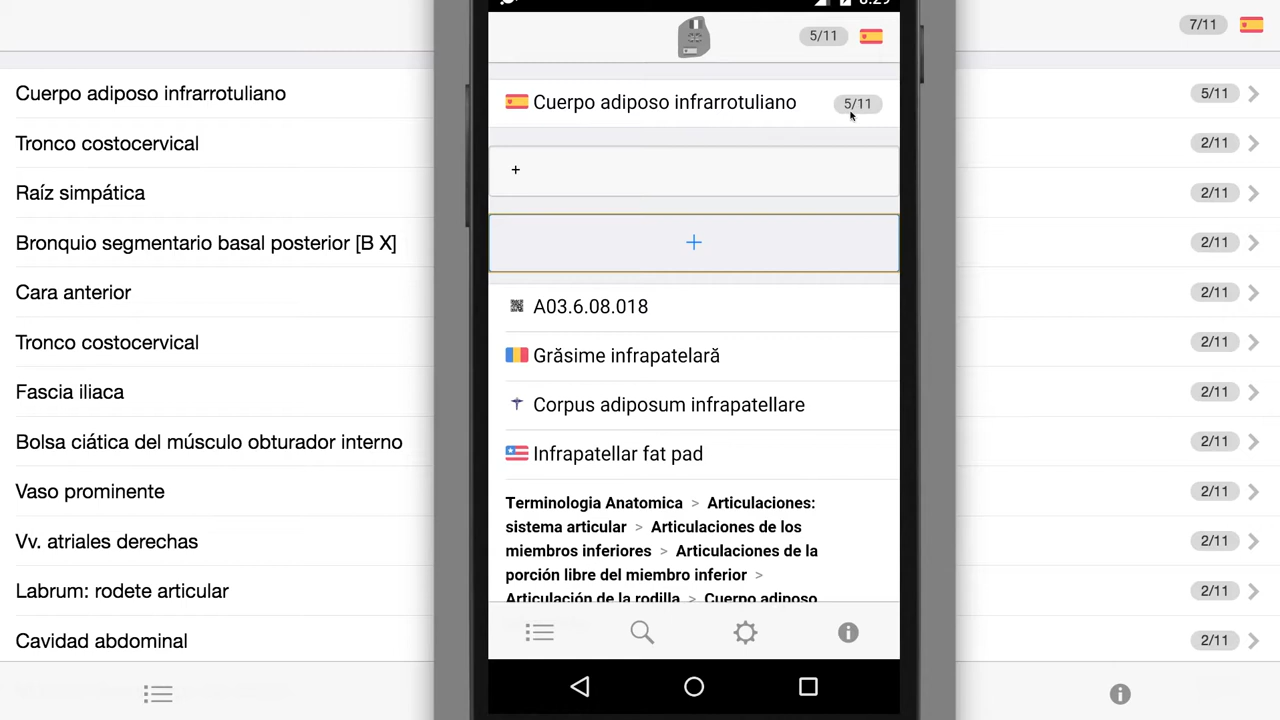 8:29
7/11
5/11
Cuerpo adiposo infrarrotuliano
5/11
Tronco costocervical
2/11
Raíz simpática
2/11
Bronquio segmentario basal posterior [B X]
2/11
Cara anterior
2/11
Tronco costocervical
2/11
Fascia iliaca
2/11
Bolsa ciática del músculo obturador interno
2/11
Vaso prominente
2/11
Vv. atriales derechas
2/11
Labrum: rodete articular
2/11
Cavidad abdominal
2/11
Cuerpo adiposo infrarrotuliano
5/11
+
+
A03.6.08.018
Grăsime infrapatelară
Corpus adiposum infrapatellare
Infrapatellar fat pad
Terminologia Anatomica > Articulaciones:
sistema articular > Articulaciones de los
miembros inferiores > Articulaciones de la
porción libre del miembro inferior >
Articulación de la rodilla > Cuerpo adiposo